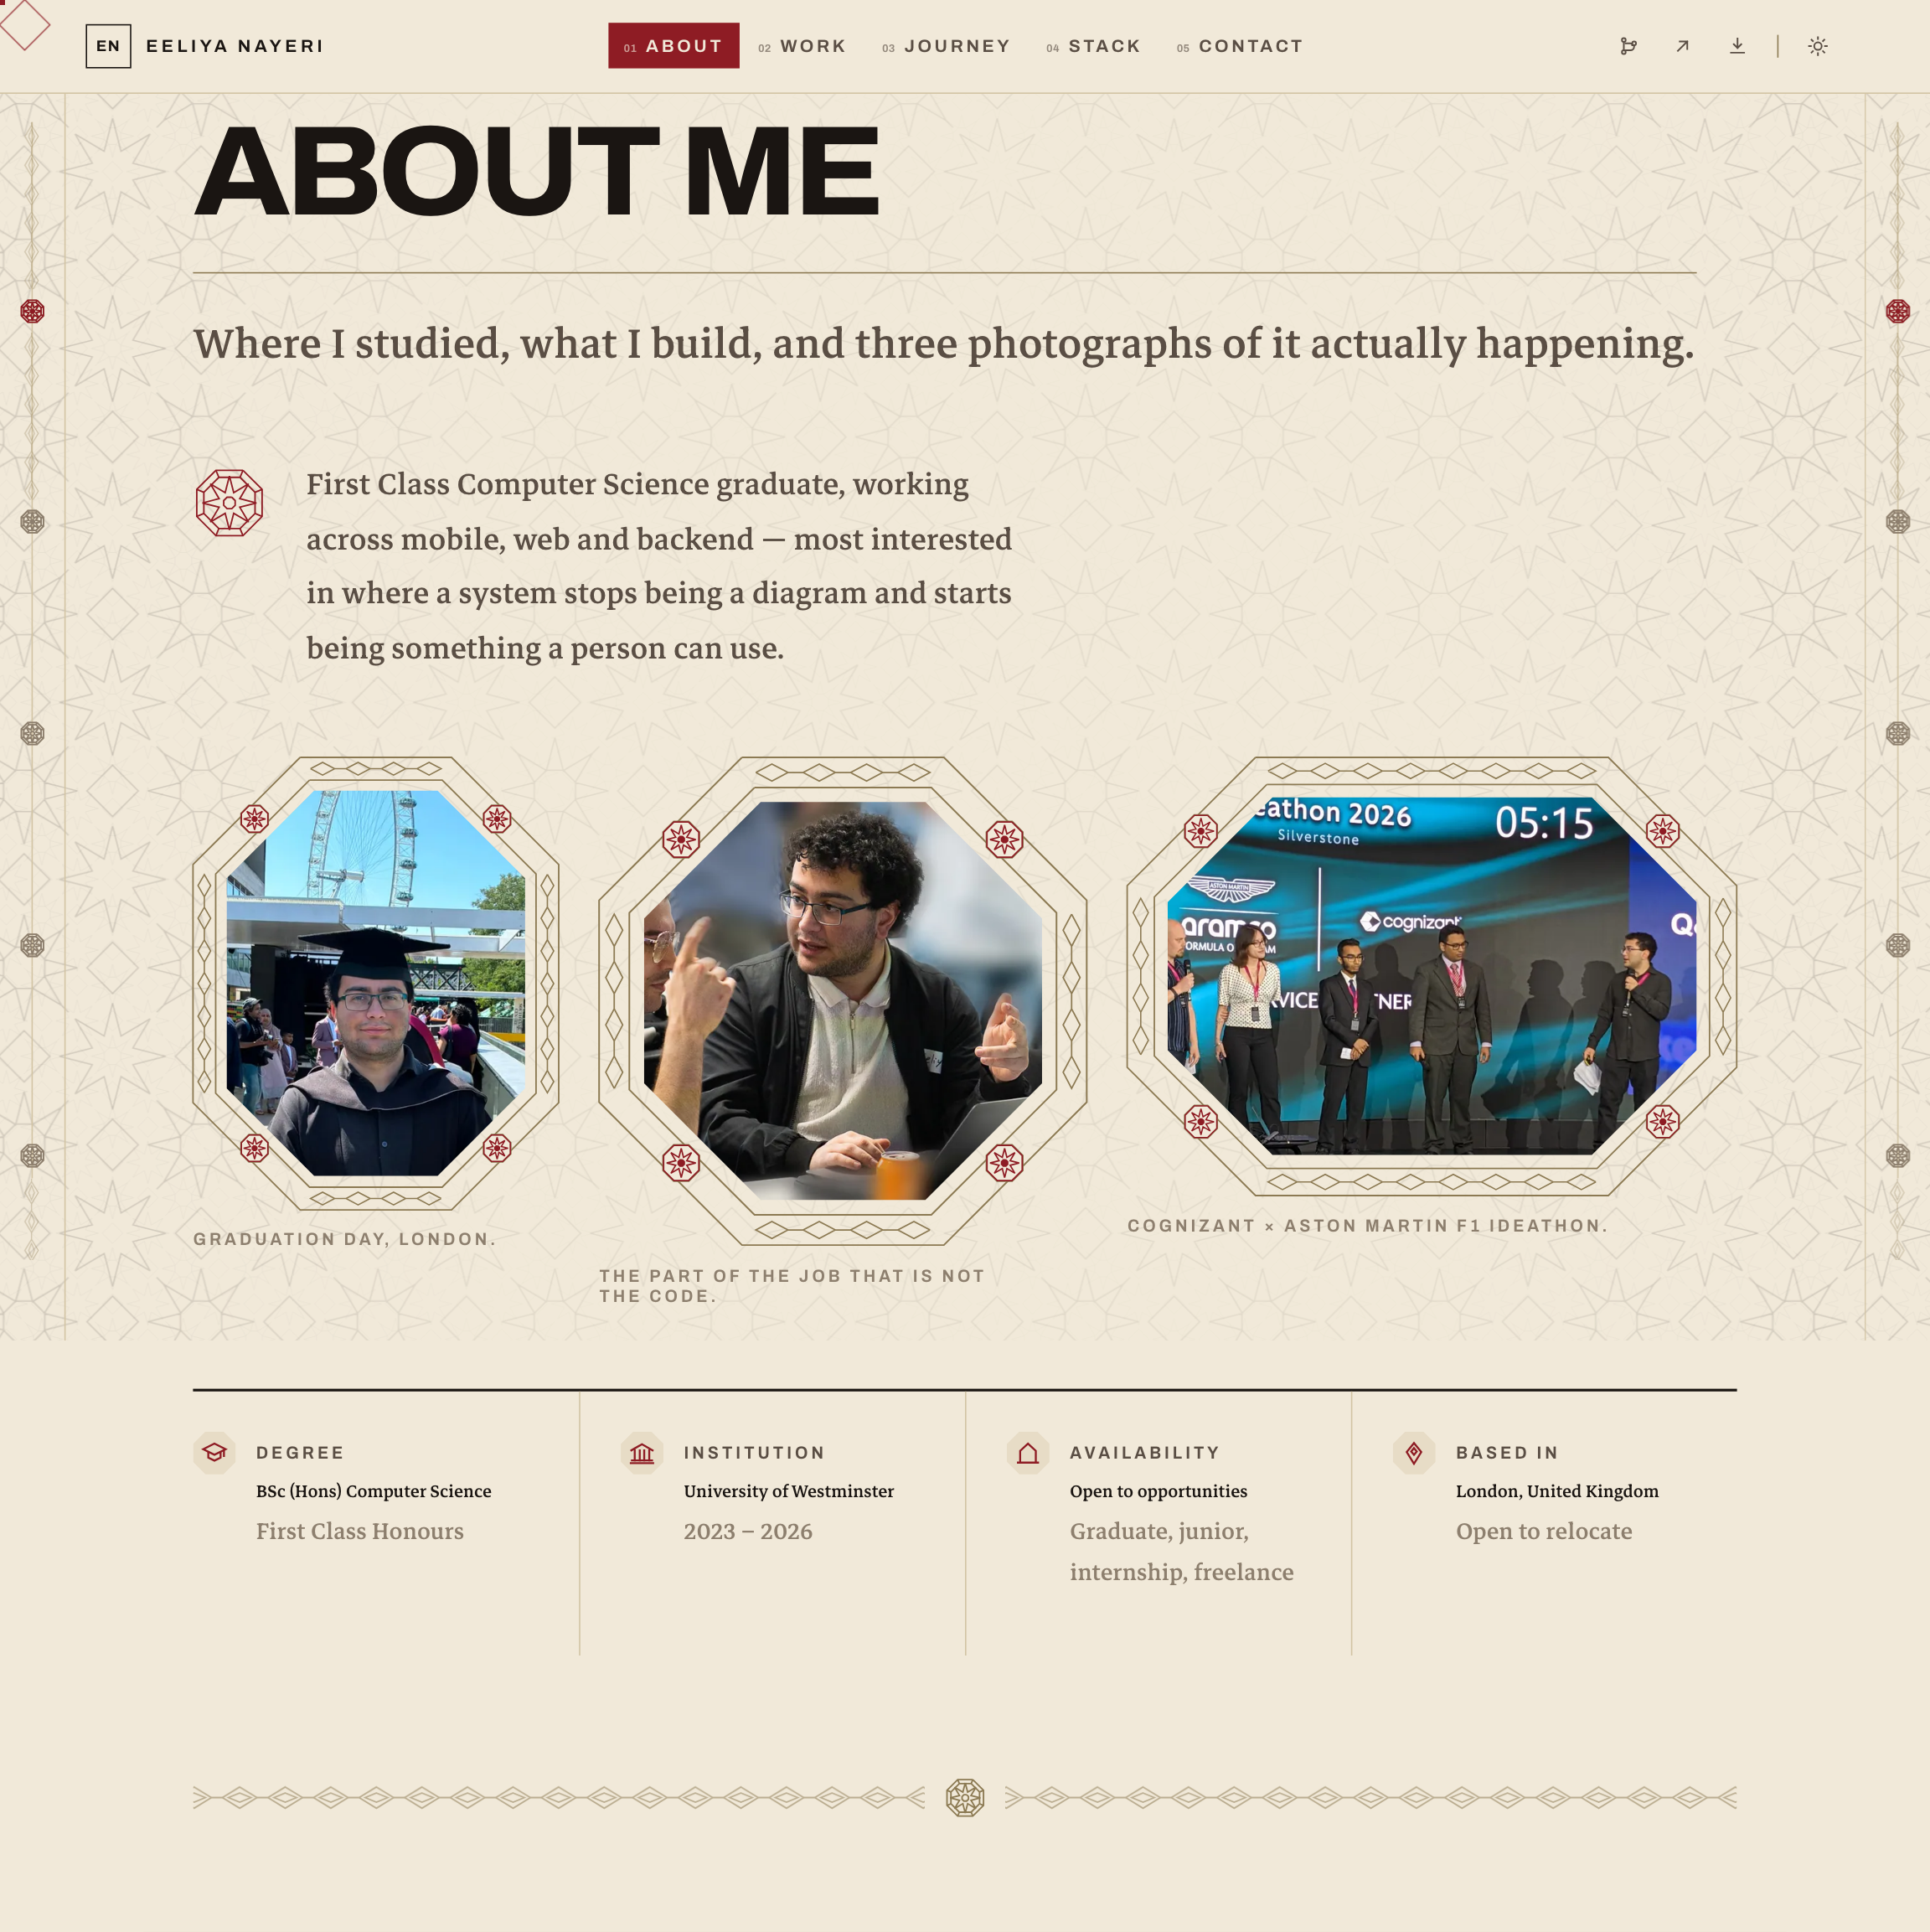 EN EELIYA NAYERI
01 ABOUT 02 WORK 03 JOURNEY 04 STACK 05 CONTACT
ABOUT ME
Where I studied, what I build, and three photographs of it actually happening.
First Class Computer Science graduate, working
across mobile, web and backend — most interested
in where a system stops being a diagram and starts
being something a person can use.
eathon 2026
Silverstone
05:15
ASTON MARTIN
aramco
FORMULA O
cognizant
GRADUATION DAY, LONDON.
THE PART OF THE JOB THAT IS NOT
THE CODE.
COGNIZANT × ASTON MARTIN F1 IDEATHON.
DEGREE
BSc (Hons) Computer Science
First Class Honours
INSTITUTION
University of Westminster
2023 – 2026
AVAILABILITY
Open to opportunities
Graduate, junior,
internship, freelance
BASED IN
London, United Kingdom
Open to relocate